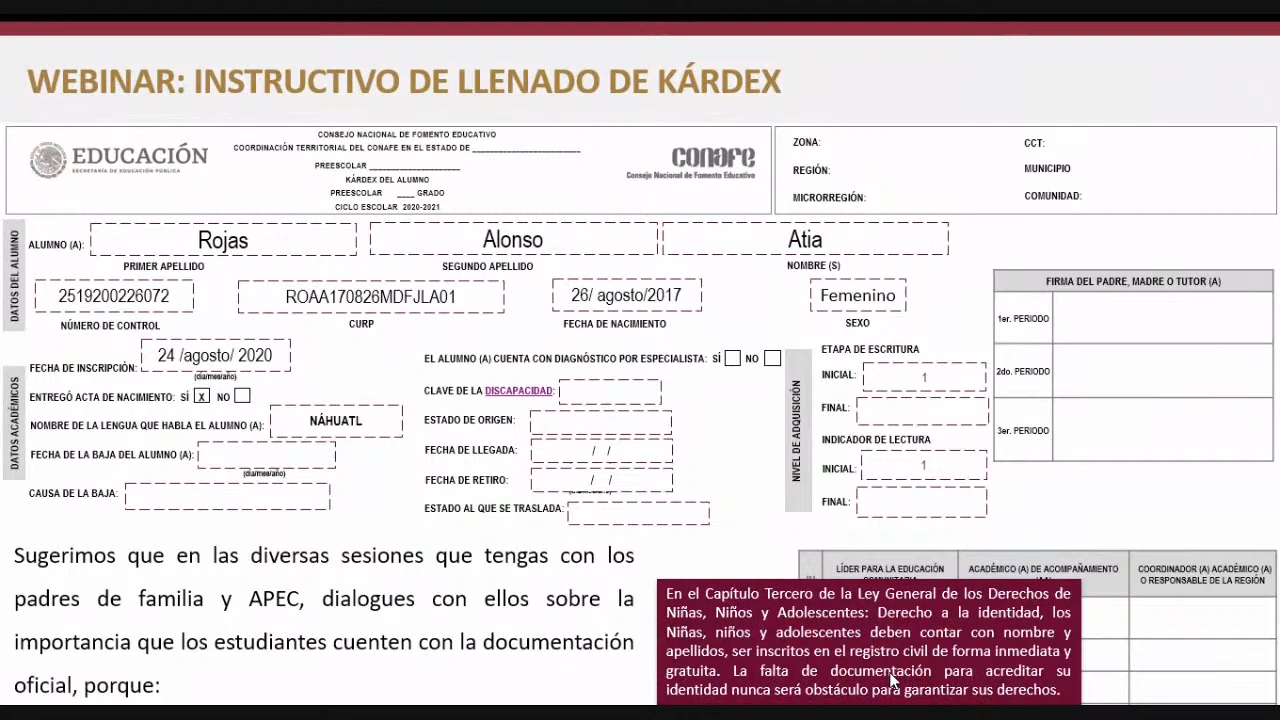 WEBINAR: INSTRUCTIVO DE LLENADO DE KÁRDEX
EDUCACIÓN
SECRETARÍA DE EDUCACIÓN PÚBLICA
CONSEJO NACIONAL DE FOMENTO EDUCATIVO
COORDINACIÓN TERRITORIAL DEL CONAFE EN EL ESTADO DE ________________________
PREESCOLAR ____________________
KÁRDEX DEL ALUMNO
PREESCOLAR ____ GRADO
CICLO ESCOLAR 2020-2021
conafe
Consejo Nacional de Fomento Educativo
ZONA: CCT:
REGIÓN: MUNICIPIO
MICRORREGIÓN: COMUNIDAD:
DATOS DEL ALUMNO
ALUMNO (A): Rojas Alonso Atia
PRIMER APELLIDO SEGUNDO APELLIDO NOMBRE (S)
2519200226072 ROAA170826MDFJLA01 26/ agosto/2017 Femenino
NÚMERO DE CONTROL CURP FECHA DE NACIMIENTO SEXO
DATOS ACADÉMICOS
FECHA DE INSCRIPCIÓN: 24 /agosto/ 2020
(día/mes/año)
ENTREGÓ ACTA DE NACIMIENTO: SÍ X NO
NOMBRE DE LA LENGUA QUE HABLA EL ALUMNO (A): NÁHUATL
FECHA DE LA BAJA DEL ALUMNO (A):
(día/mes/año)
CAUSA DE LA BAJA:
EL ALUMNO (A) CUENTA CON DIAGNÓSTICO POR ESPECIALISTA: SÍ NO
CLAVE DE LA DISCAPACIDAD:
ESTADO DE ORIGEN:
FECHA DE LLEGADA: / /
FECHA DE RETIRO: / /
ESTADO AL QUE SE TRASLADA:
NIVEL DE ADQUISICIÓN
ETAPA DE ESCRITURA
INICIAL: 1
FINAL:
INDICADOR DE LECTURA
INICIAL: 1
FINAL:
FIRMA DEL PADRE, MADRE O TUTOR (A)
1er. PERIODO
2do. PERIODO
3er. PERIODO
Sugerimos que en las diversas sesiones que tengas con los
padres de familia y APEC, dialogues con ellos sobre la
importancia que los estudiantes cuenten con la documentación
oficial, porque:
LÍDER PARA LA EDUCACIÓN ACADÉMICO (A) DE ACOMPAÑAMIENTO COORDINADOR (A) ACADÉMICO (A)
O RESPONSABLE DE LA REGIÓN
En el Capítulo Tercero de la Ley General de los Derechos de
Niñas, Niños y Adolescentes: Derecho a la identidad, los
Niñas, niños y adolescentes deben contar con nombre y
apellidos, ser inscritos en el registro civil de forma inmediata y
gratuita. La falta de documentación para acreditar su
identidad nunca será obstáculo para garantizar sus derechos.